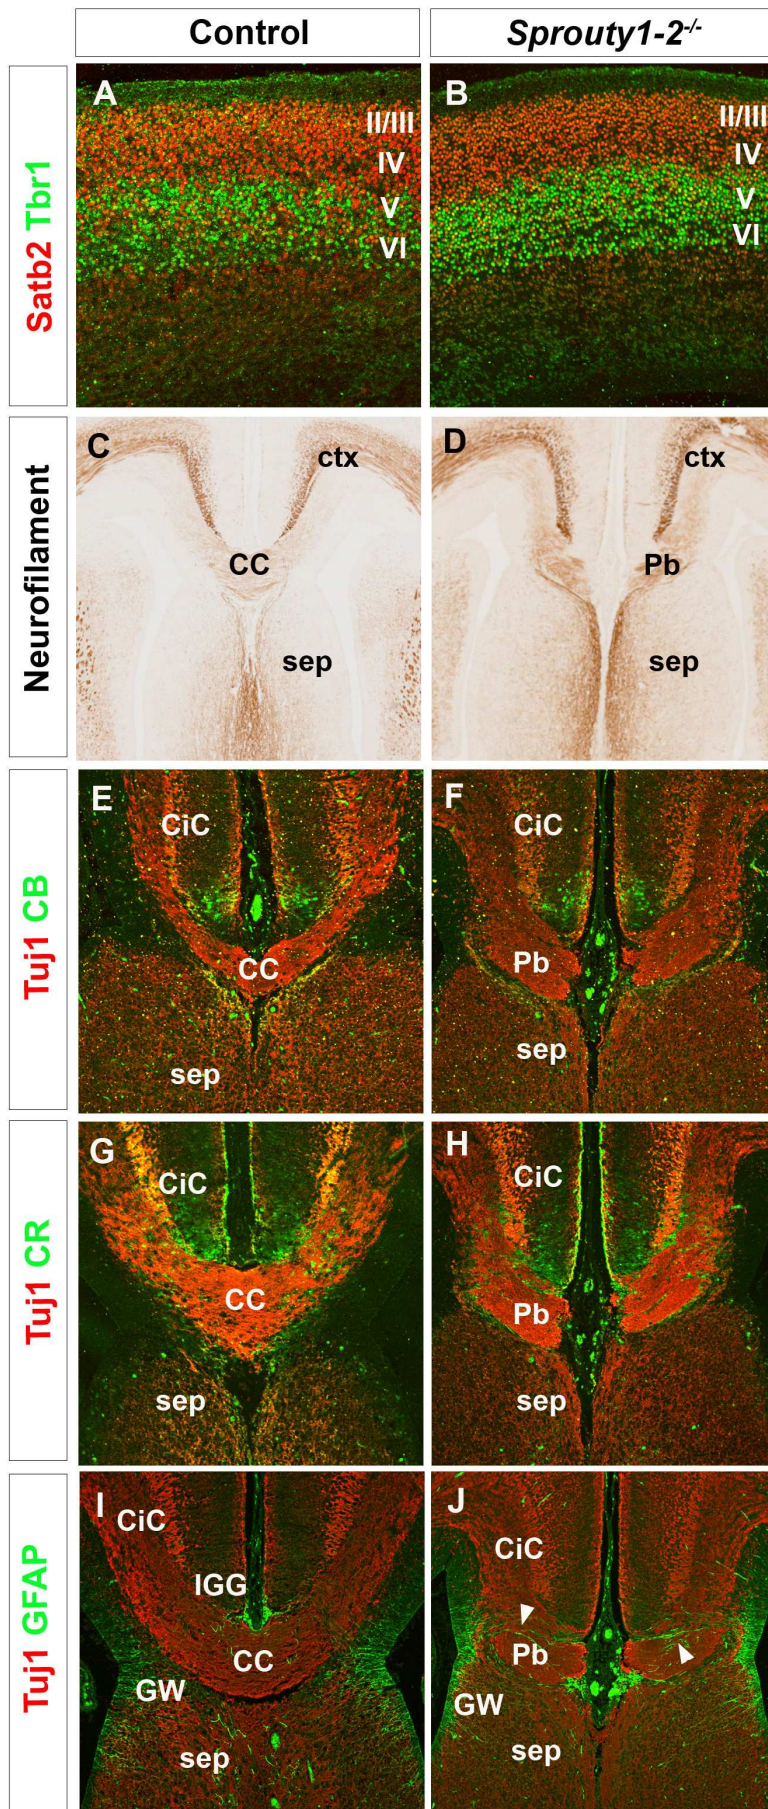 Control
Sprouty1-2-/-
Satb2 Tbr1
A
II/III
IV
V
VI
B
II/III
IV
V
VI
Neurofilament
C
ctx
CC
sep
D
ctx
Pb
sep
Tuj1 CB
E
CiC
CC
sep
F
CiC
Pb
sep
Tuj1 CR
G
CiC
CC
sep
H
CiC
Pb
sep
Tuj1 GFAP
I
CiC
IGG
CC
GW
sep
J
CiC
Pb
GW
sep